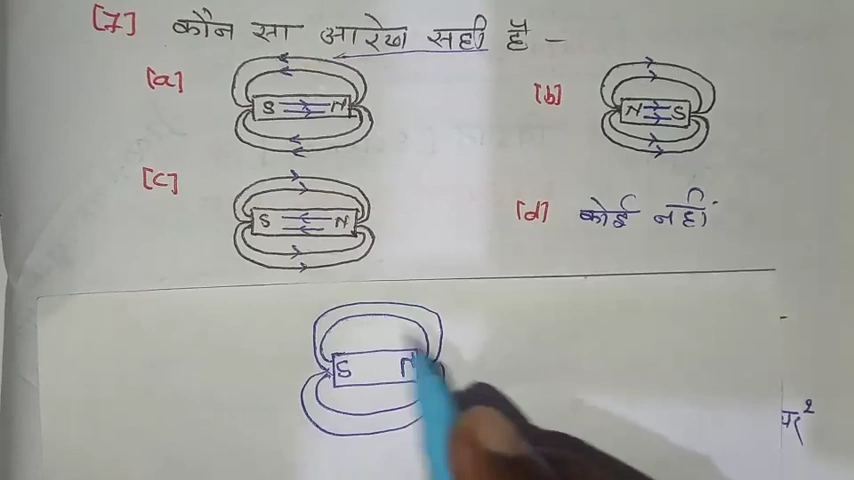 [7] कौन सा आरेख सही है -
[a] S N
[b] N S
[c] S N
[d] कोई नहीं
S N